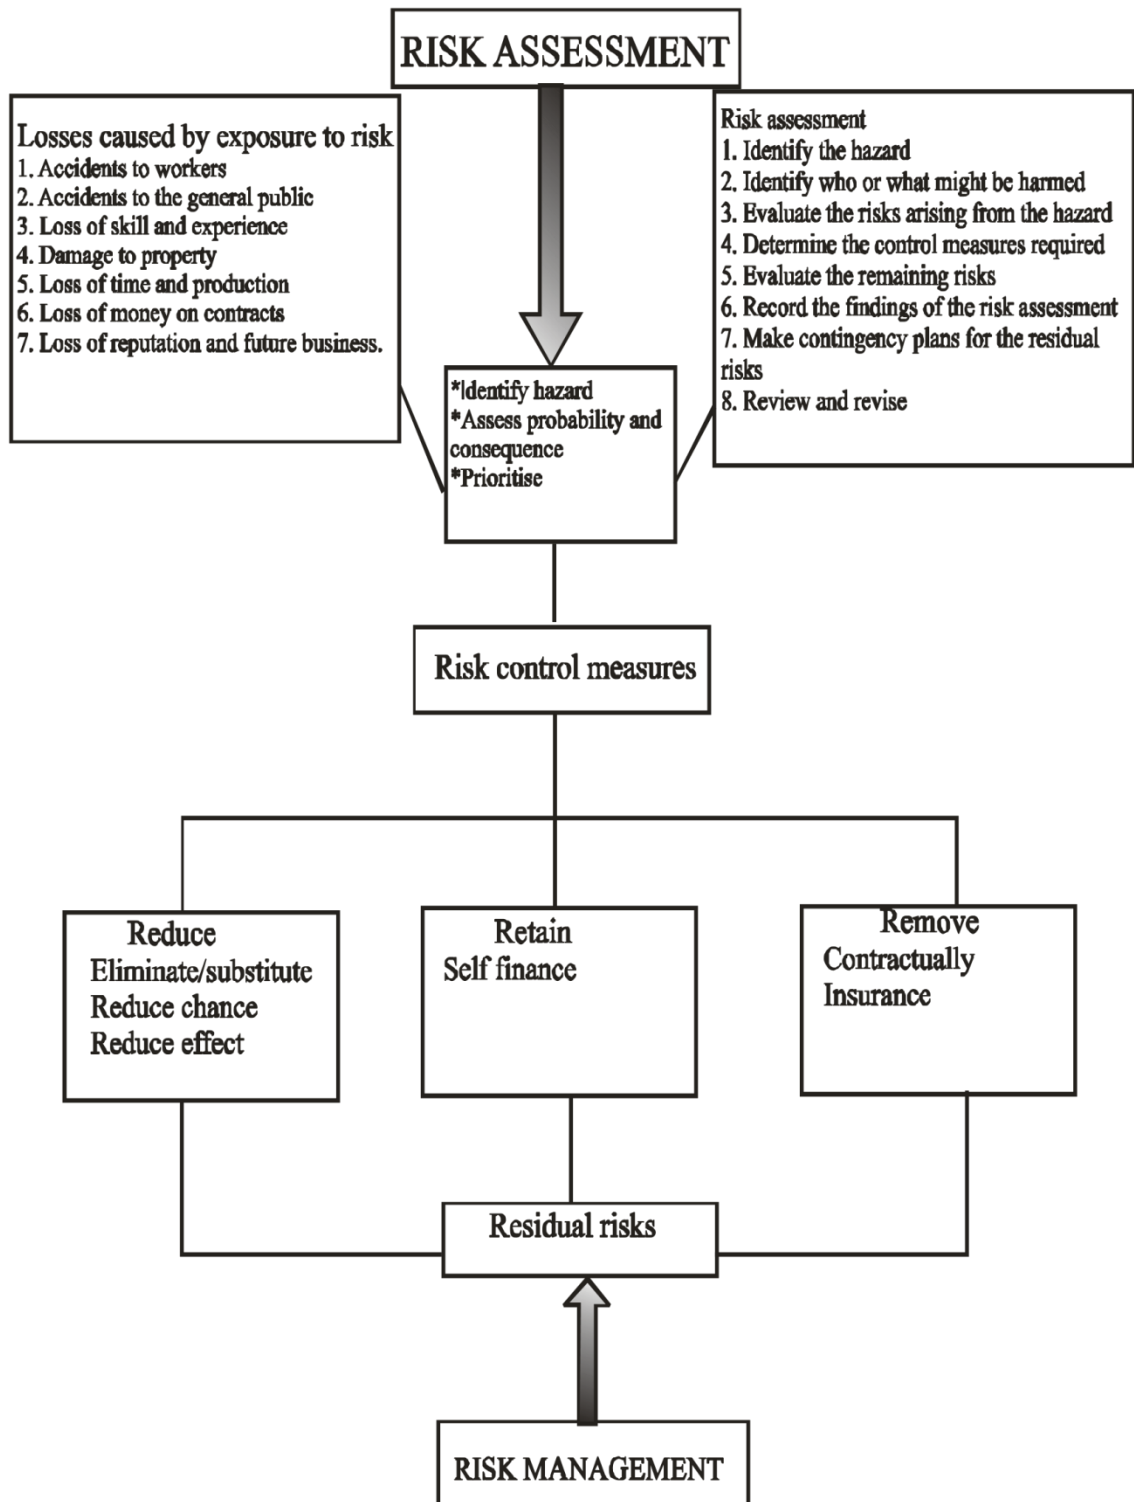 RISK ASSESSMENT
Losses caused by exposure to risk
1. Accidents to workers
2. Accidents to the general public
3. Loss of skill and experience
4. Damage to property
5. Loss of time and production
6. Loss of money on contracts
7. Loss of reputation and future business.
Risk assessment
1. Identify the hazard
2. Identify who or what might be harmed
3. Evaluate the risks arising from the hazard
4. Determine the control measures required
5. Evaluate the remaining risks
6. Record the findings of the risk assessment
7. Make contingency plans for the residual
risks
8. Review and revise
*Identify hazard
*Assess probability and
consequence
*Prioritise
Risk control measures
Reduce
Eliminate/substitute
Reduce chance
Reduce effect
Retain
Self finance
Remove
Contractually
Insurance
Residual risks
RISK MANAGEMENT